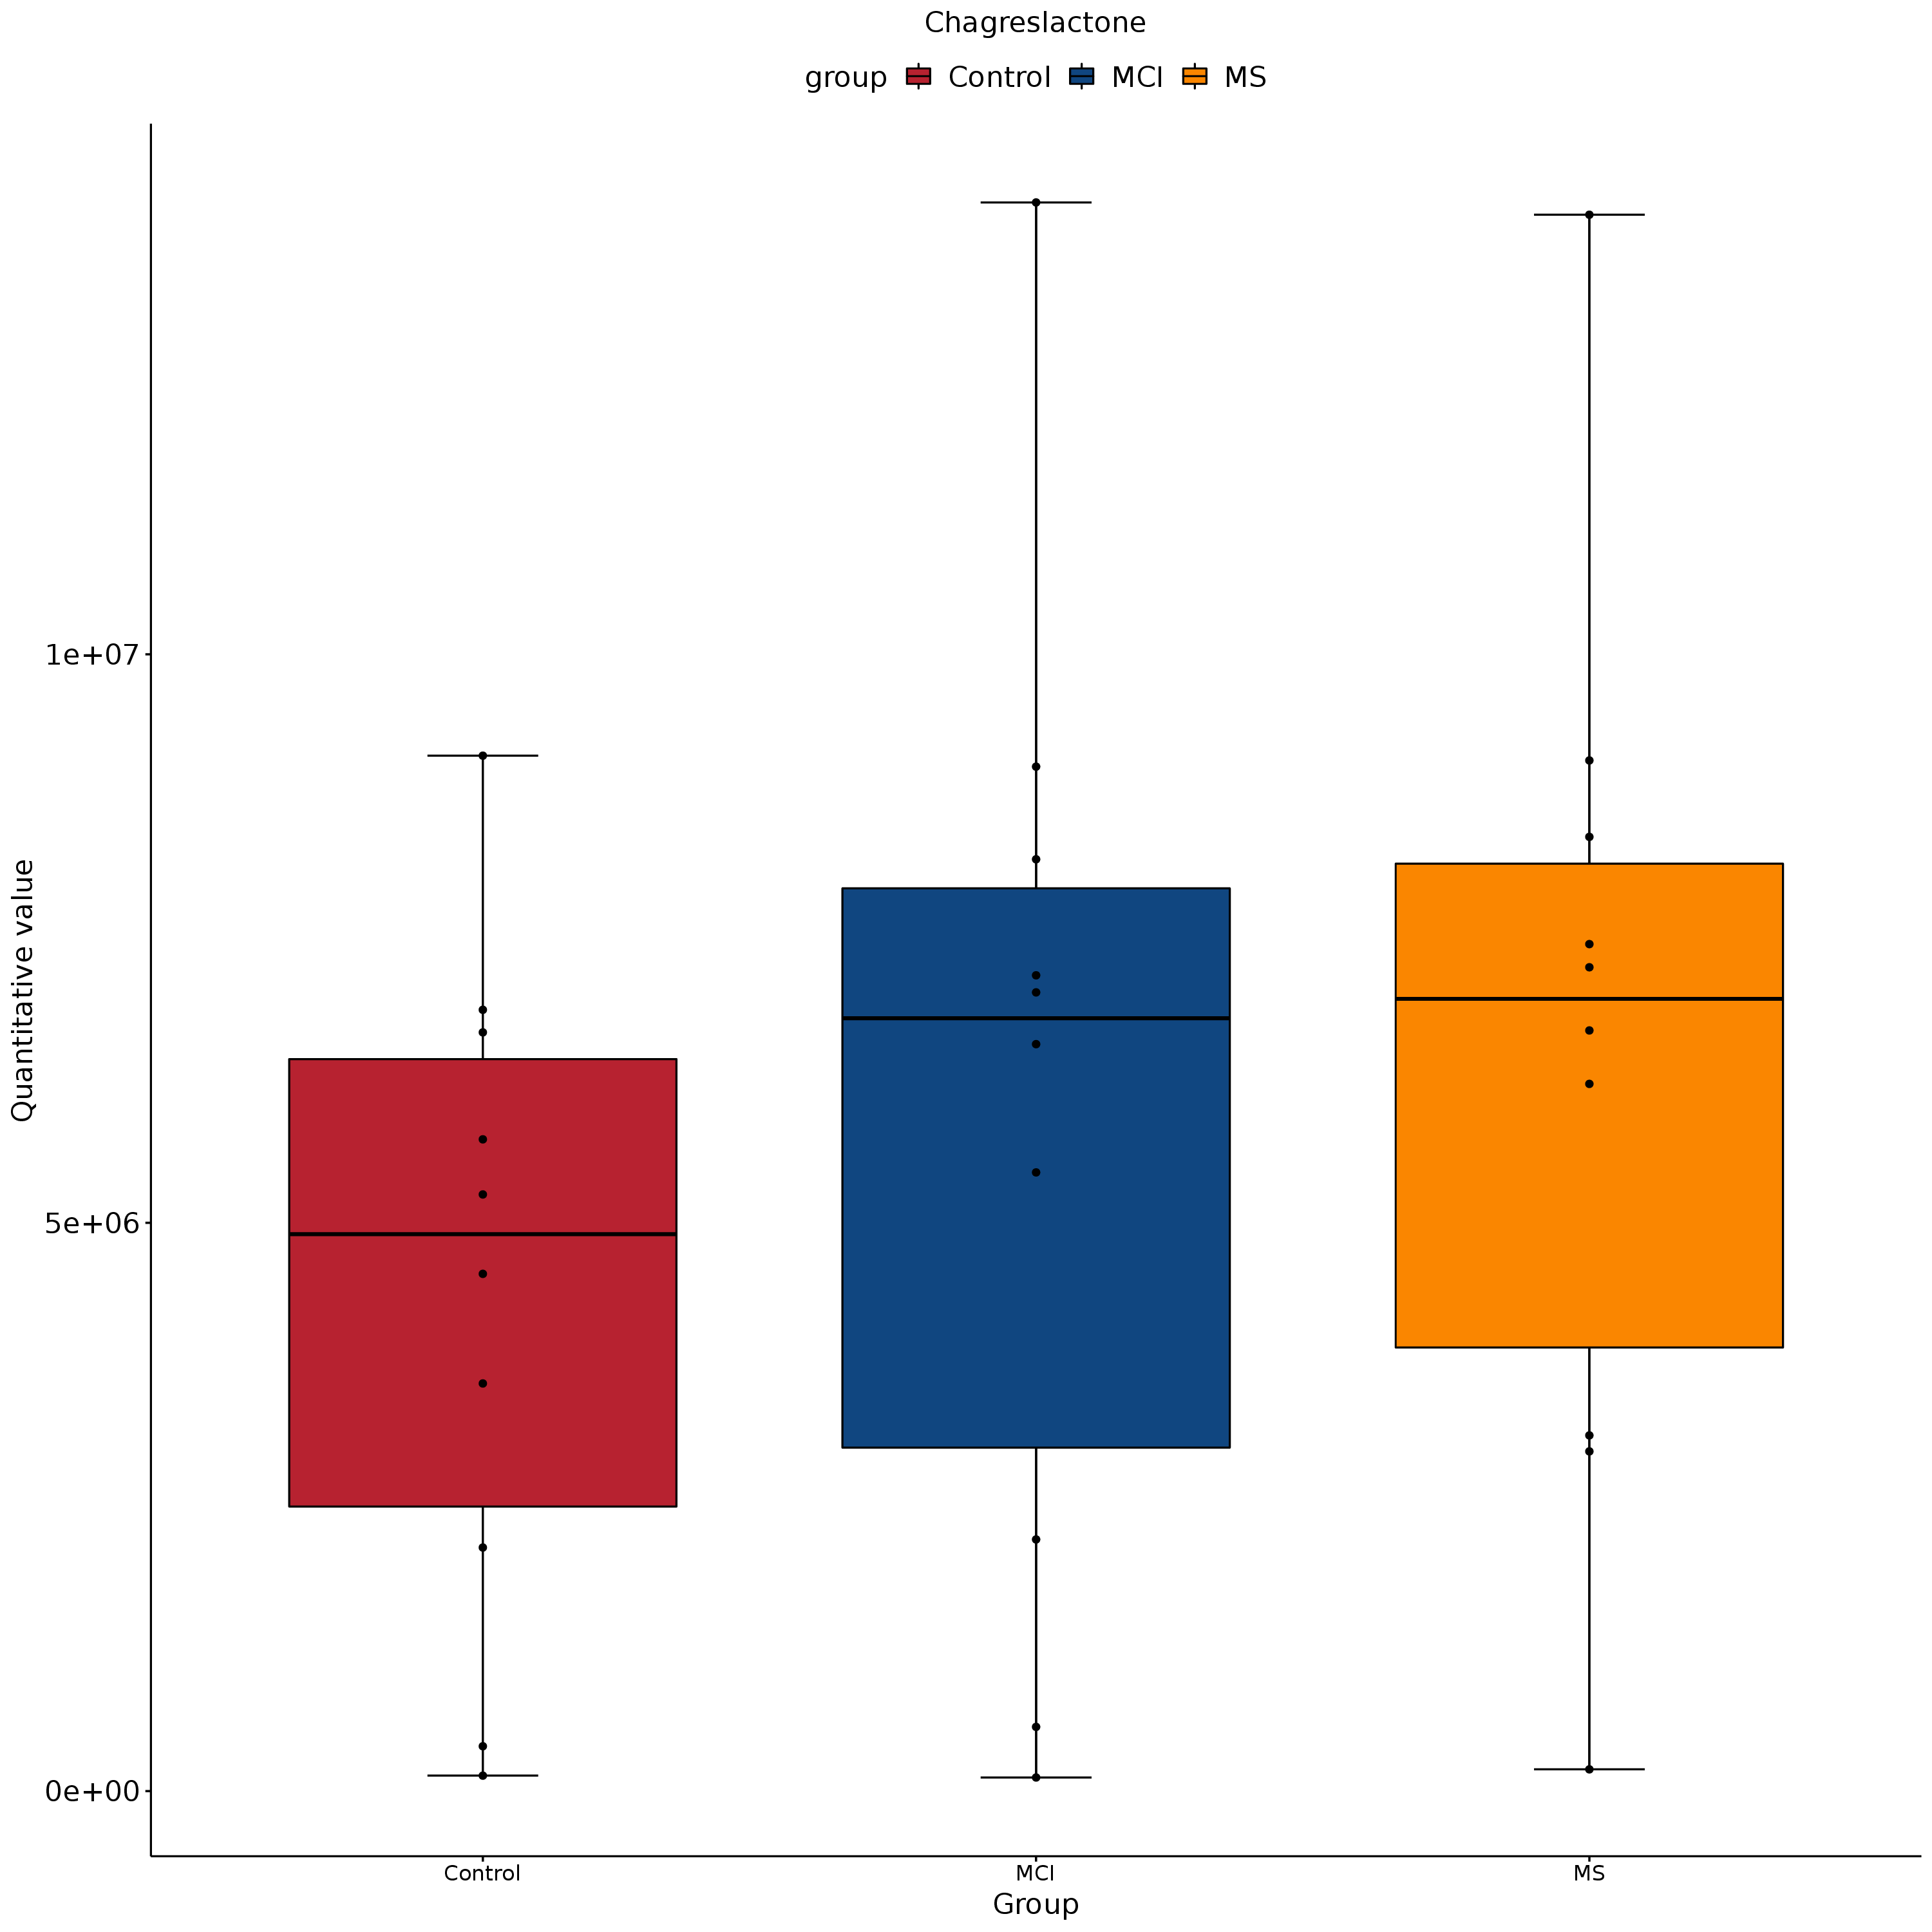 Chagreslactone
group Control MCI MS
Quantitative value
1e+07
5e+06
0e+00
Control MCI MS
Group